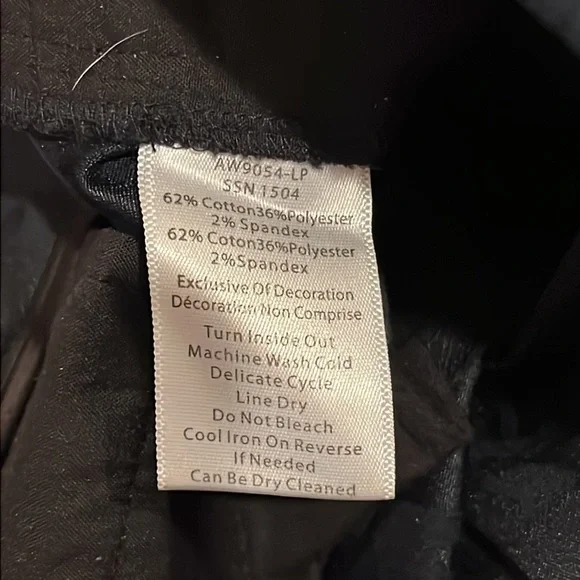 AW9054-LP
SSN 1504
62% Cotton36%Polyester
2% Spandex
62% Coton36%Polyester
2%Spandex
Exclusive Of Decoration
Décoration Non Comprise
Turn Inside Out
Machine Wash Cold
Delicate Cycle
Line Dry
Do Not Bleach
Cool Iron On Reverse
If Needed
Can Be Dry Cleaned